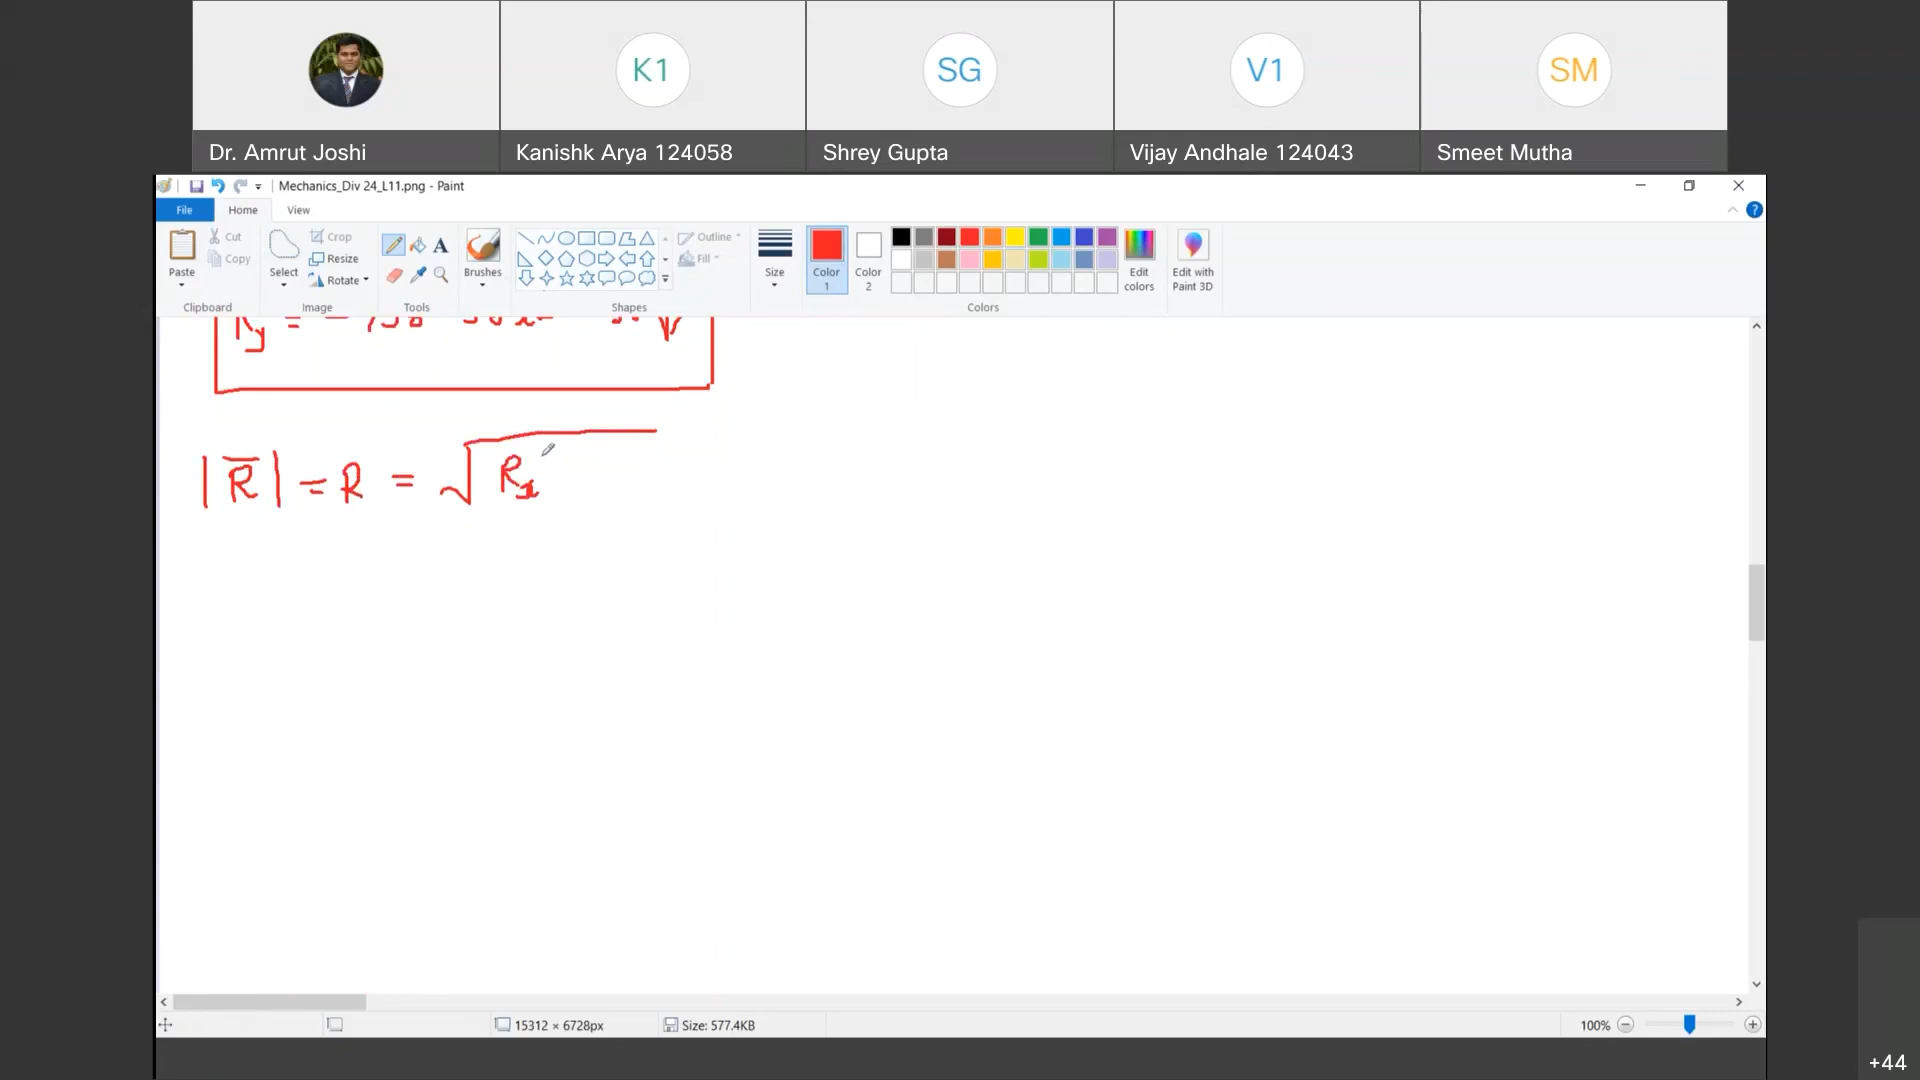 K1 SG V1 SM
Dr. Amrut Joshi Kanishk Arya 124058 Shrey Gupta Vijay Andhale 124043 Smeet Mutha
Mechanics_Div 24_L11.png - Paint
File Home View
Paste Cut Copy
Clipboard
Select Crop Resize Rotate
Image
A
Tools
Brushes
Outline Fill
Shapes
Size
Color 1 Color 2
Edit colors
Colors
Edit with Paint 3D
?
Ry = -
|R̅| = R = √Rx
15312 × 6728px Size: 577.4KB 100%
+44